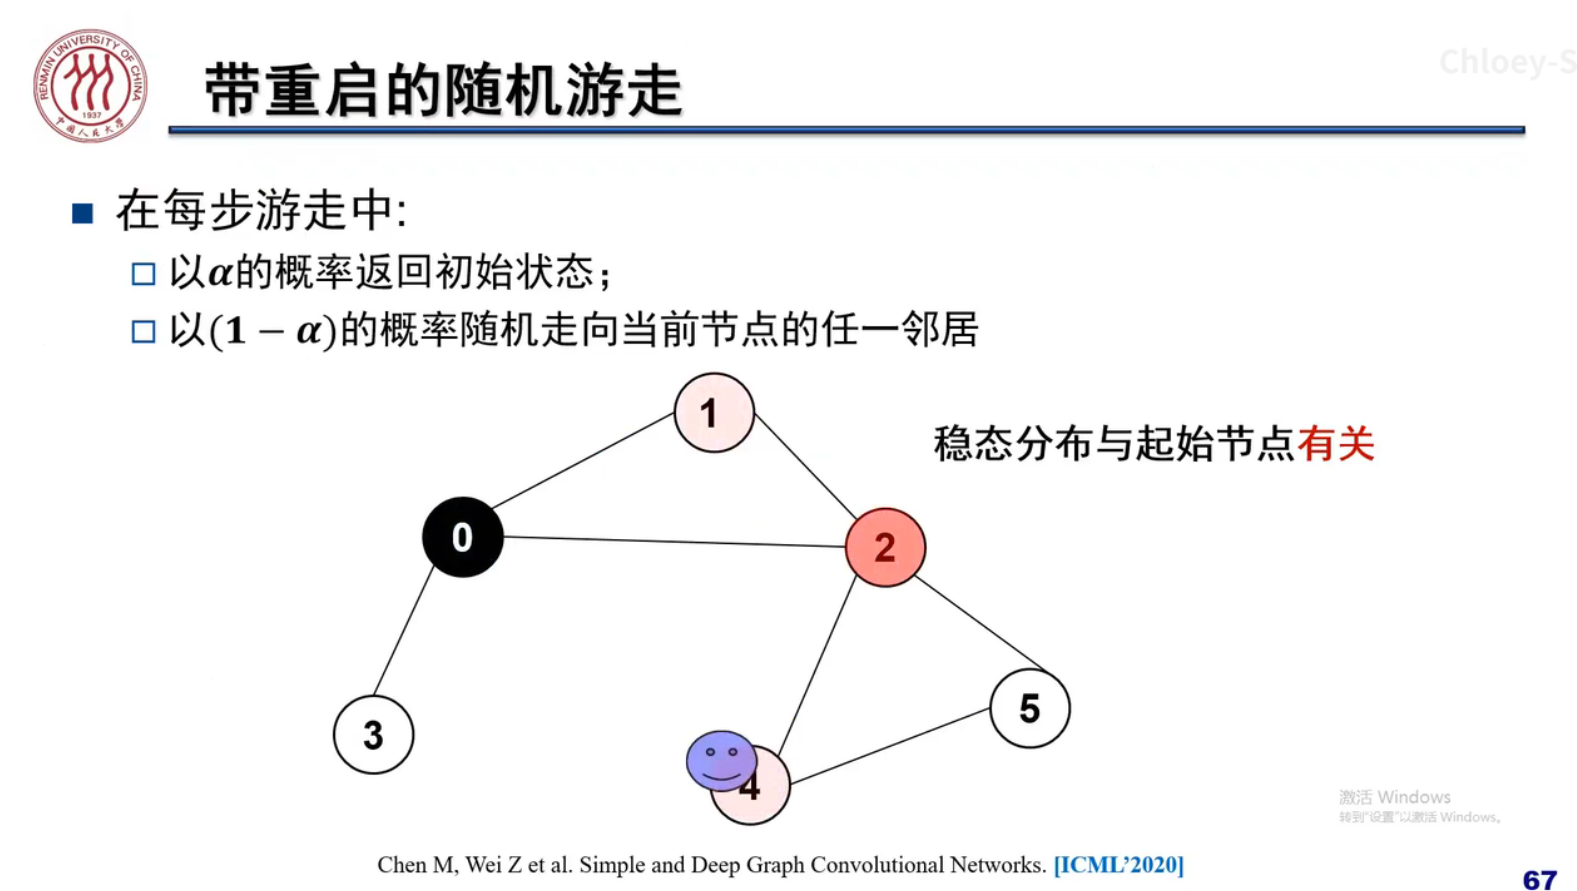 RENMIN UNIVERSITY OF CHINA
1937
中国人民大学
带重启的随机游走
Chloey-S
■ 在每步游走中:
□ 以α的概率返回初始状态；
□ 以(1 − α)的概率随机走向当前节点的任一邻居
1
稳态分布与起始节点有关
0
2
3
5
4
激活 Windows
转到“设置”以激活 Windows。
Chen M, Wei Z et al. Simple and Deep Graph Convolutional Networks. [ICML’2020]
67